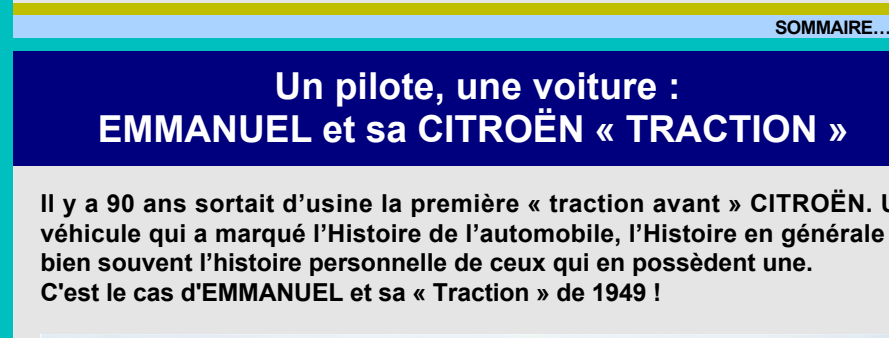 SOMMAIRE…
Un pilote, une voiture :
EMMANUEL et sa CITROËN « TRACTION »
Il y a 90 ans sortait d’usine la première « traction avant » CITROËN.
véhicule qui a marqué l’Histoire de l’automobile, l’Histoire en générale
bien souvent l’histoire personnelle de ceux qui en possèdent une.
C'est le cas d'EMMANUEL et sa « Traction » de 1949 !